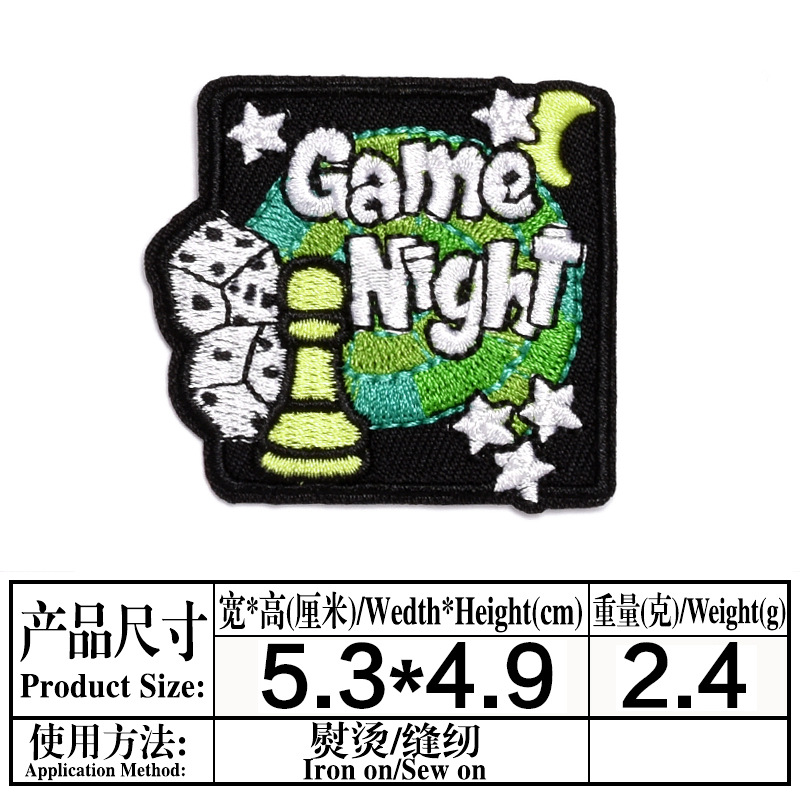 Game
Night
产品尺寸
Product Size:
宽*高(厘米)/Wedth*Height(cm)
5.3*4.9
重量(克)/Weight(g)
2.4
使用方法:
Application Method:
熨烫/缝纫
Iron on/Sew on